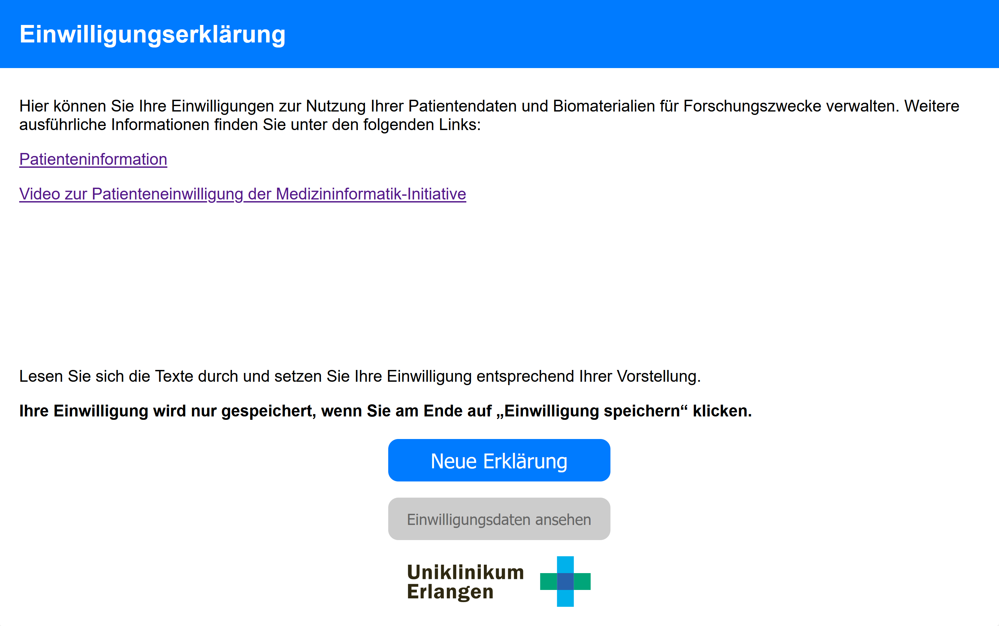 Einwilligungserklärung
Hier können Sie Ihre Einwilligungen zur Nutzung Ihrer Patientendaten und Biomaterialien für Forschungszwecke verwalten. Weitere
ausführliche Informationen finden Sie unter den folgenden Links:
Patienteninformation
Video zur Patienteneinwilligung der Medizininformatik-Initiative
Lesen Sie sich die Texte durch und setzen Sie Ihre Einwilligung entsprechend Ihrer Vorstellung.
Ihre Einwilligung wird nur gespeichert, wenn Sie am Ende auf „Einwilligung speichern“ klicken.
Neue Erklärung
Einwilligungsdaten ansehen
Uniklinikum
Erlangen